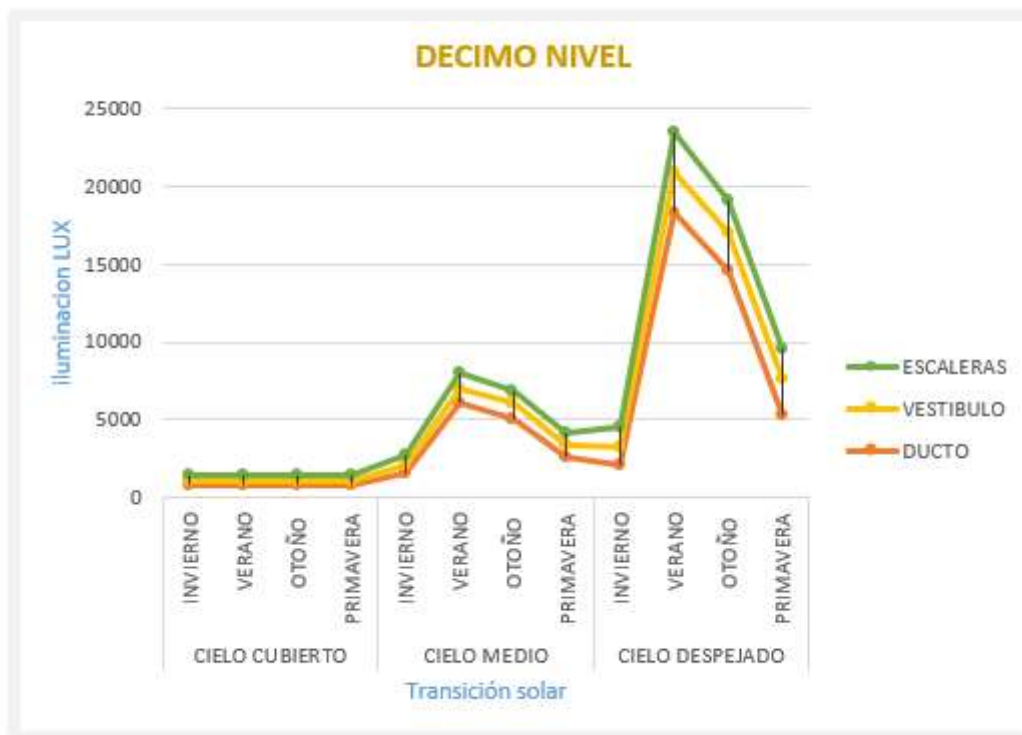 DECIMO NIVEL
25000
20000
15000
10000
5000
0
iluminacion LUX
INVIERNO
VERANO
OTOÑO
PRIMAVERA
INVIERNO
VERANO
OTOÑO
PRIMAVERA
INVIERNO
VERANO
OTOÑO
PRIMAVERA
CIELO CUBIERTO
CIELO MEDIO
CIELO DESPEJADO
Transición solar
ESCALERAS
VESTIBULO
DUCTO